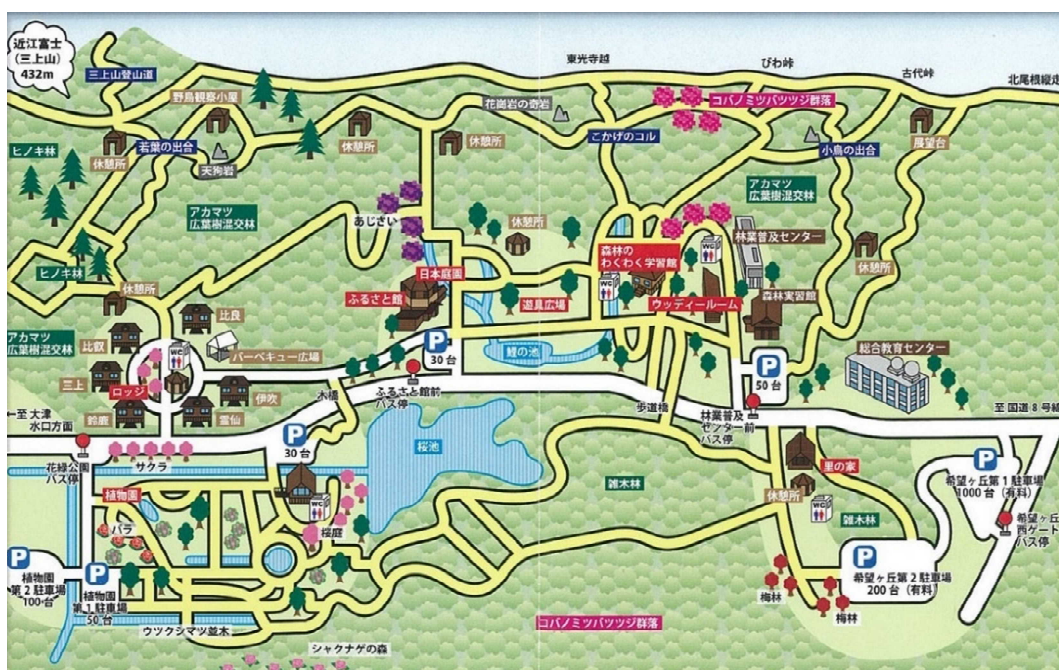 近江富士
(三上山)
432m
三上山登山道
野鳥観察小屋
花崗岩の奇岩
東光寺越
びわ峠
古代峠
北尾根縦走
コバノミツバツツジ群落
ヒノキ林
休憩所
若葉の出合
天狗岩
休憩所
休憩所
こかげのコル
小鳥の出合
展望台
アカマツ
広葉樹混交林
あじさい
休憩所
アカマツ
広葉樹混交林
ヒノキ林
休憩所
日本庭園
ふるさと館
遊具広場
森林の
わくわく学習館
WC
WC
林業普及センター
ウッディールーム
森林実習館
休憩所
アカマツ
広葉樹混交林
比良
比叡
WC
バーベキュー広場
三上
ロッジ
伊吹
鈴鹿
霊仙
P
30台
鯉の池
P
50台
総合教育センター
←至 大津
水口方面
木橋
ふるさと館前
バス停
歩道橋
林業普及
センター前
バス停
至 国道8号線
花緑公園
バス停
サクラ
P
30台
桜池
里の家
休憩所
WC
雑木林
雑木林
P
希望ヶ丘第1駐車場
1000台(有料)
希望ヶ丘
西ゲート
バス停
植物園
バラ
WC
桜庭
P
植物園
第2駐車場
100台
P
植物園
第1駐車場
50台
P
希望ヶ丘第2駐車場
200台(有料)
梅林
梅林
ウツクシマツ並木
シャクナゲの森
コバノミツバツツジ群落